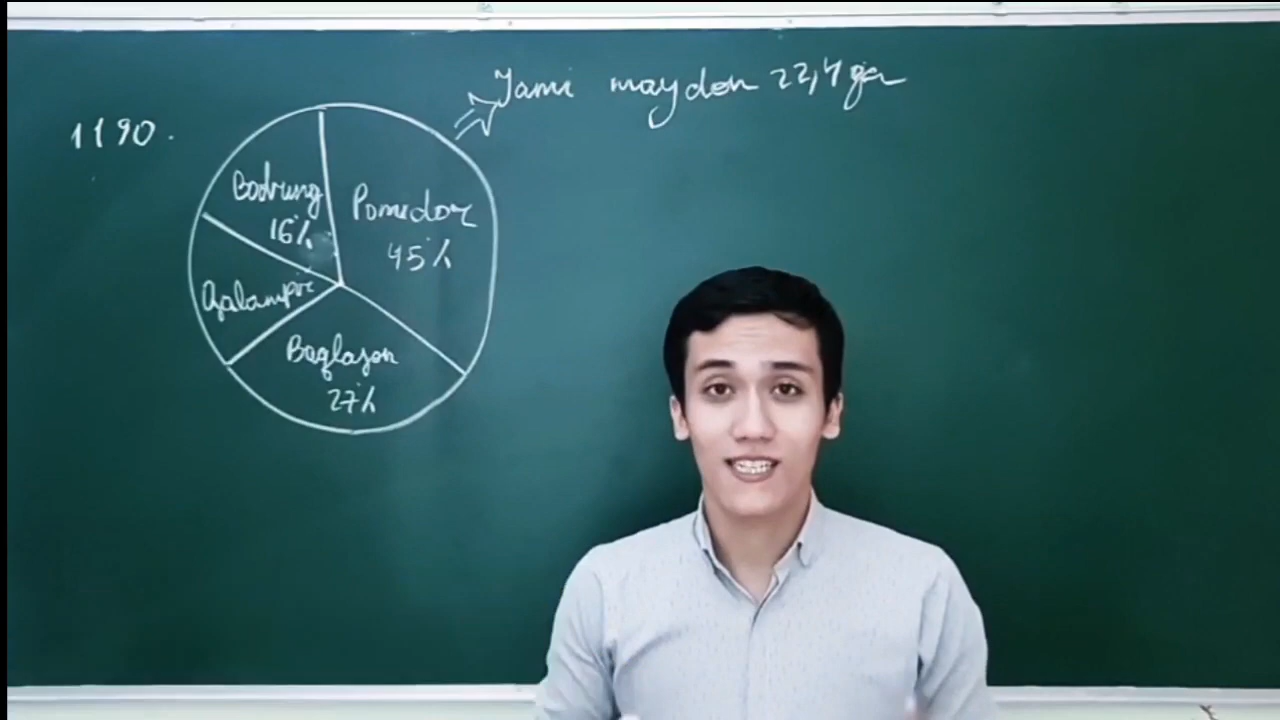 Jami maydon 22,4 ga
1190.
Bodring
16%
Pomidor
45%
Qalampir
Baqlajon
27%